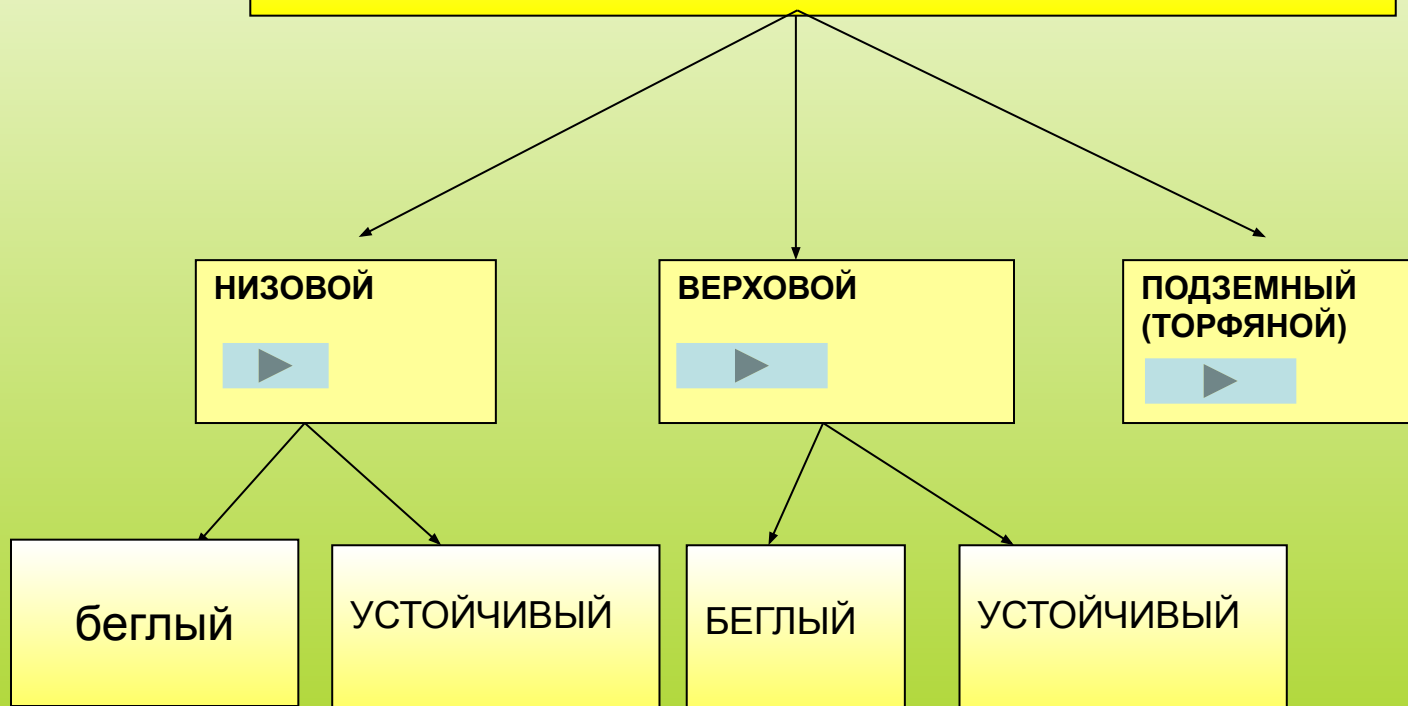 НИЗОВОЙ
ВЕРХОВОЙ
ПОДЗЕМНЫЙ
(ТОРФЯНОЙ)
беглый
УСТОЙЧИВЫЙ
БЕГЛЫЙ
УСТОЙЧИВЫЙ